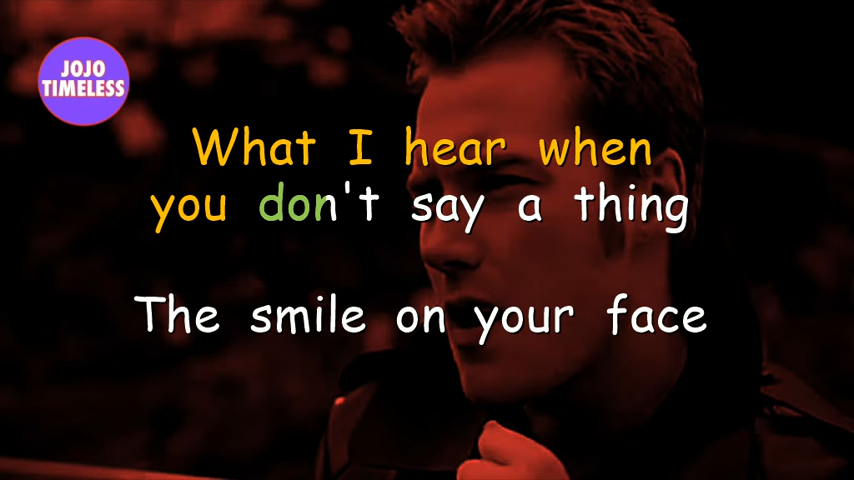 JOJO
TIMELESS
What I hear when
you don't say a thing
The smile on your face